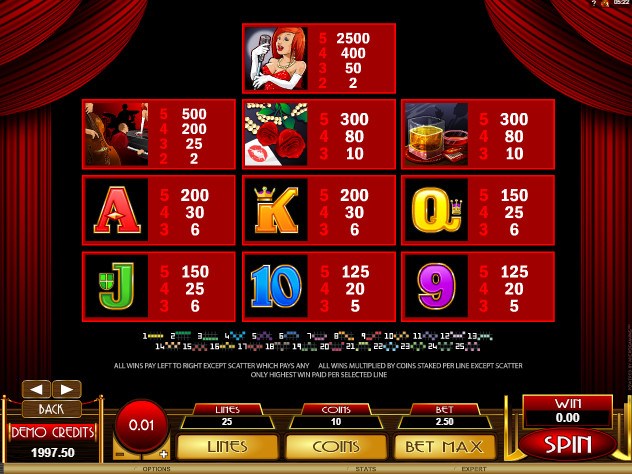 ? 05:22
5 2500
4 400
3 50
2 2
5 500
4 200
3 25
2 2
5 300
4 80
3 10
5 300
4 80
3 10
A
5 200
4 30
3 6
K
5 200
4 30
3 6
Q
5 150
4 25
3 6
J
5 150
4 25
3 6
10
5 125
4 20
3 5
9
5 125
4 20
3 5
1 2 3 4 5 6 7 8 9 10 11 12 13
14 15 16 17 18 19 20 21 22 23 24 25
ALL WINS PAY LEFT TO RIGHT EXCEPT SCATTER WHICH PAYS ANY ALL WINS MULTIPLIED BY COINS STAKED PER LINE EXCEPT SCATTER
ONLY HIGHEST WIN PAID PER SELECTED LINE
BACK
DEMO CREDITS
1997.50
0.01
- +
LINES
25
LINES
COINS
10
COINS
BET
2.50
BET MAX
WIN
0.00
SPIN
OPTIONS STATS EXPERT